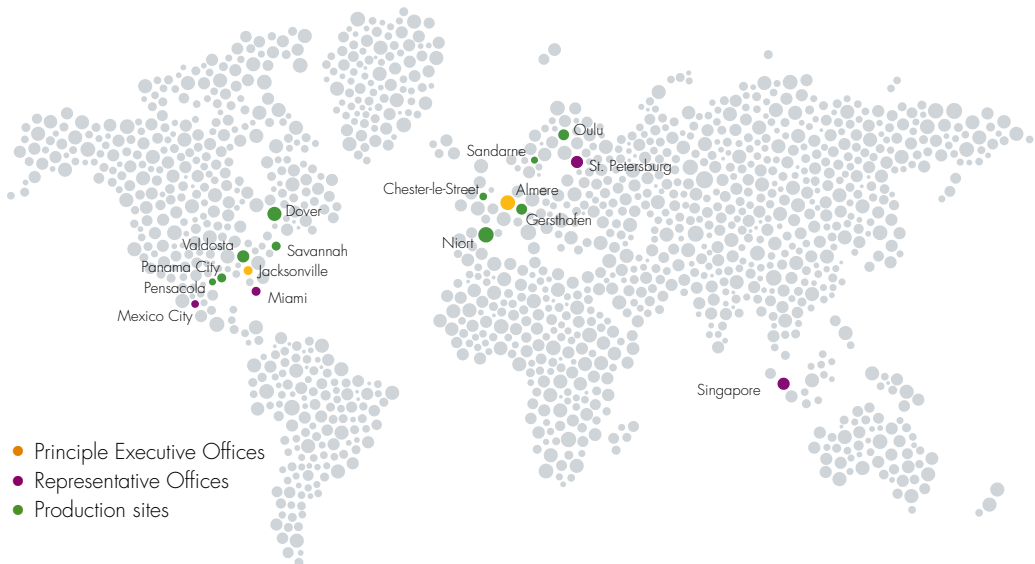 Oulu
Sandarne
St. Petersburg
Chester-le-Street
Almere
Dover
Gersthofen
Niort
Valdosta
Savannah
Panama City
Jacksonville
Pensacola
Miami
Mexico City
Singapore
Principle Executive Offices
Representative Offices
Production sites